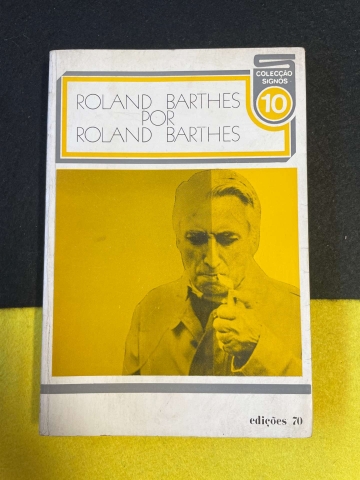 COLECÇÃO
SIGNOS
10
ROLAND BARTHES
POR
ROLAND BARTHES
edições 70